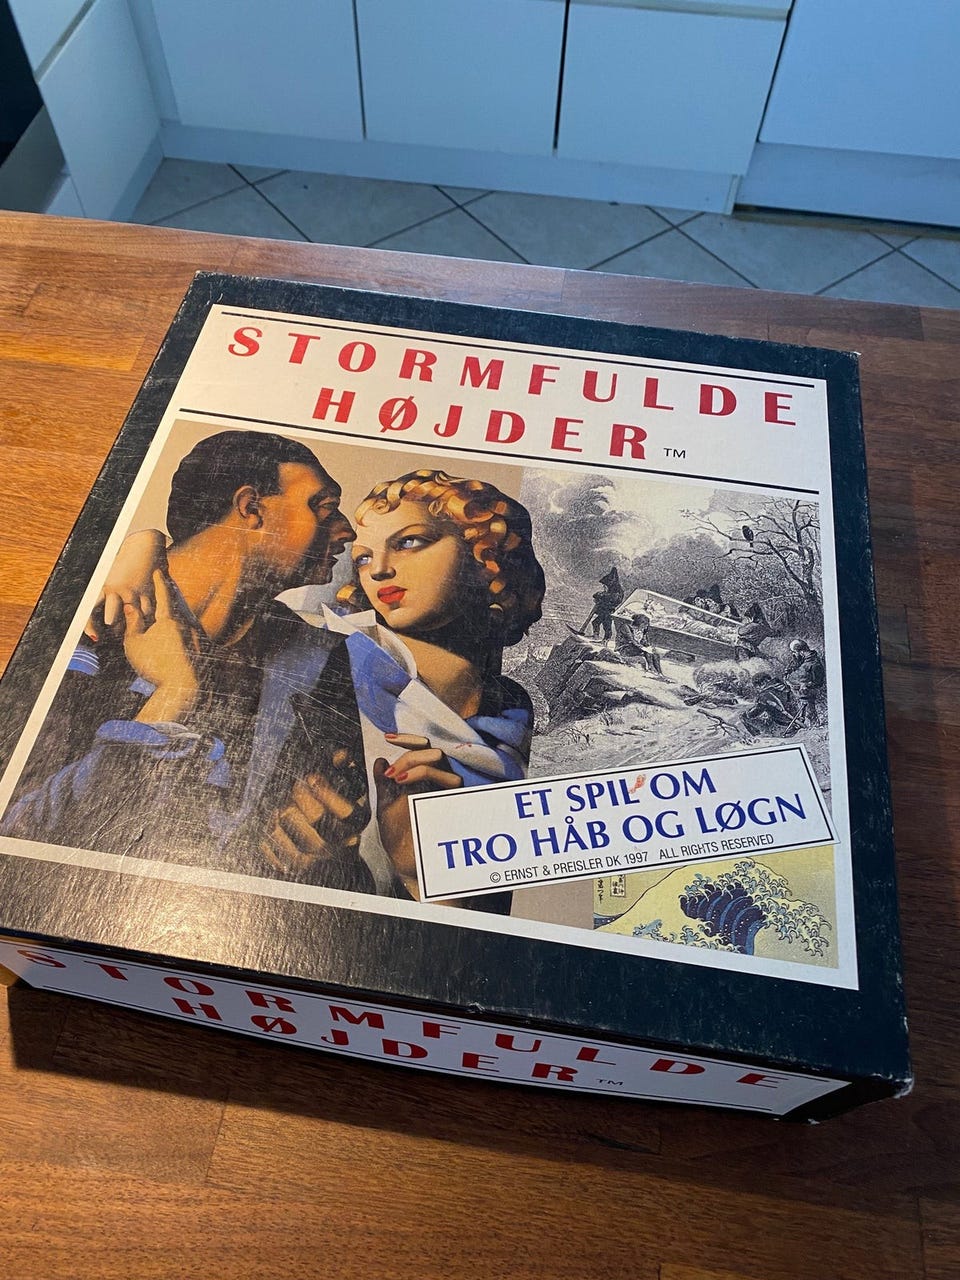 STORMFULDE
HØJDER™
ET SPIL OM
TRO HÅB OG LØGN
© ERNST & PREISLER DK 1997 ALL RIGHTS RESERVED
STORMFULDE
HØJDER™